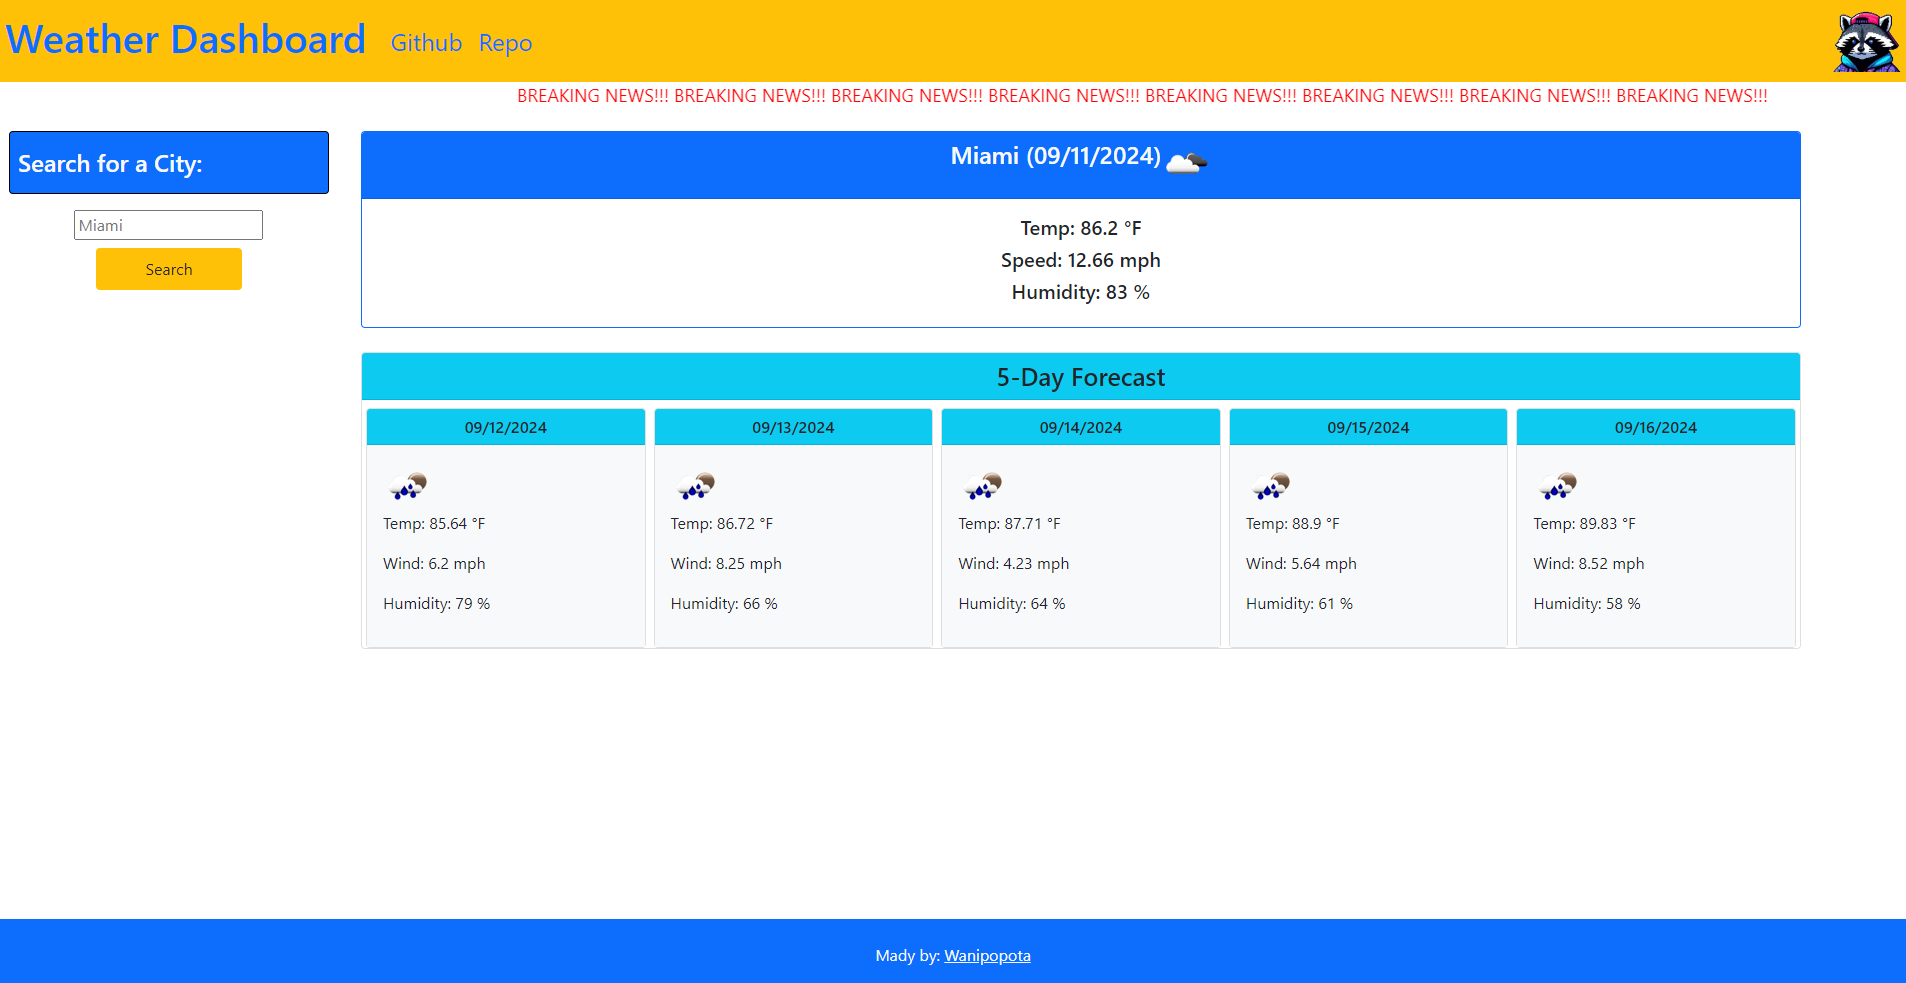 Weather Dashboard Github Repo
BREAKING NEWS!!! BREAKING NEWS!!! BREAKING NEWS!!! BREAKING NEWS!!! BREAKING NEWS!!! BREAKING NEWS!!! BREAKING NEWS!!! BREAKING NEWS!!!
Search for a City:
Miami
Search
Miami (09/11/2024)
Temp: 86.2 °F
Speed: 12.66 mph
Humidity: 83 %
5-Day Forecast
09/12/2024
Temp: 85.64 °F
Wind: 6.2 mph
Humidity: 79 %
09/13/2024
Temp: 86.72 °F
Wind: 8.25 mph
Humidity: 66 %
09/14/2024
Temp: 87.71 °F
Wind: 4.23 mph
Humidity: 64 %
09/15/2024
Temp: 88.9 °F
Wind: 5.64 mph
Humidity: 61 %
09/16/2024
Temp: 89.83 °F
Wind: 8.52 mph
Humidity: 58 %
Mady by: Wanipopota